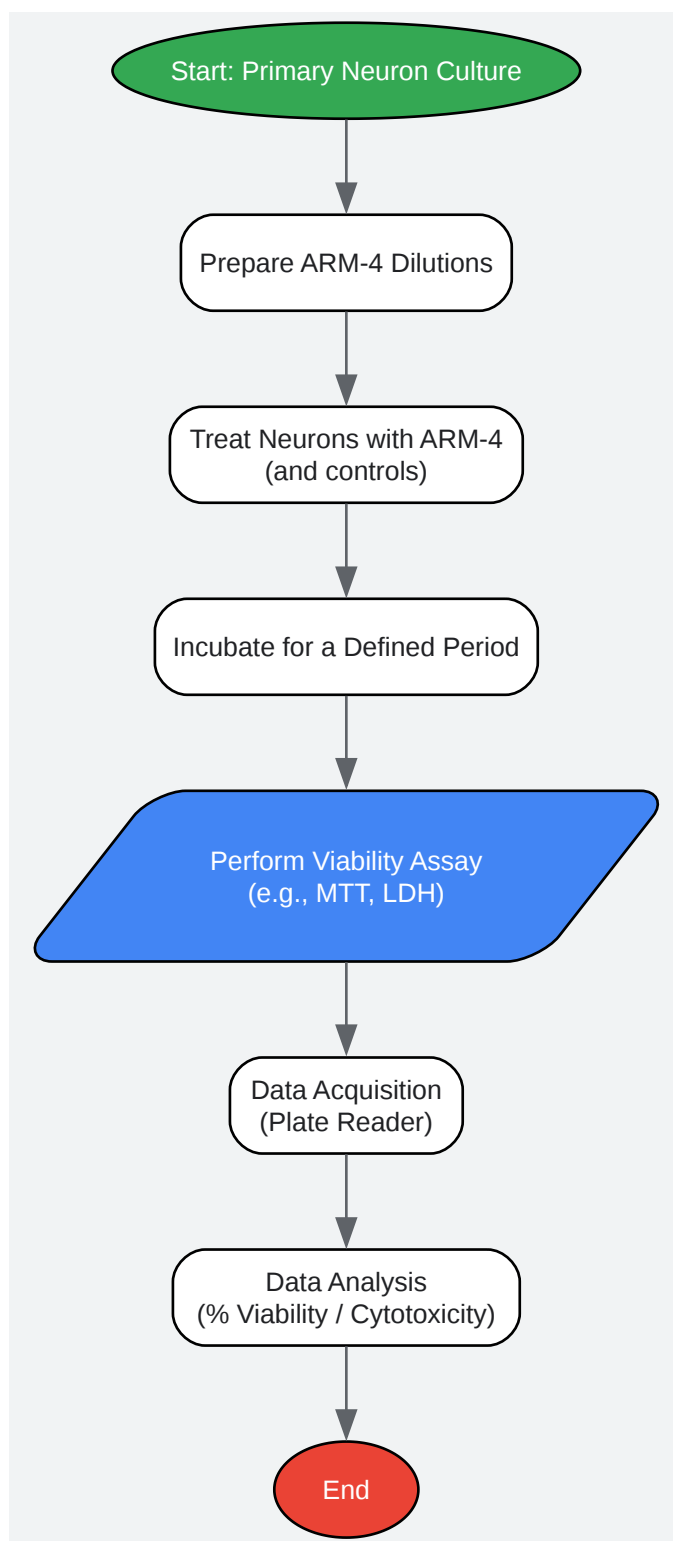 Start: Primary Neuron Culture
Prepare ARM-4 Dilutions
Treat Neurons with ARM-4
(and controls)
Incubate for a Defined Period
Perform Viability Assay
(e.g., MTT, LDH)
Data Acquisition
(Plate Reader)
Data Analysis
(% Viability / Cytotoxicity)
End